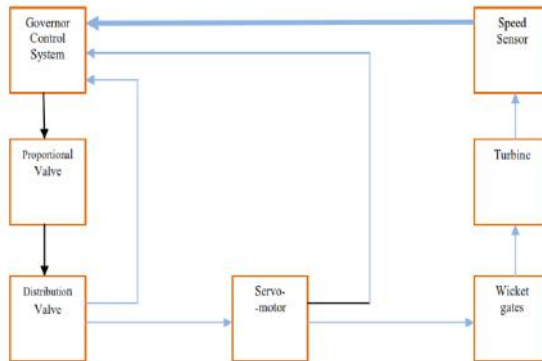 Governor
Control
System
Speed
Sensor
Proportional
Valve
Turbine
Distribution
Valve
Servo-
-motor
Wicket
gates